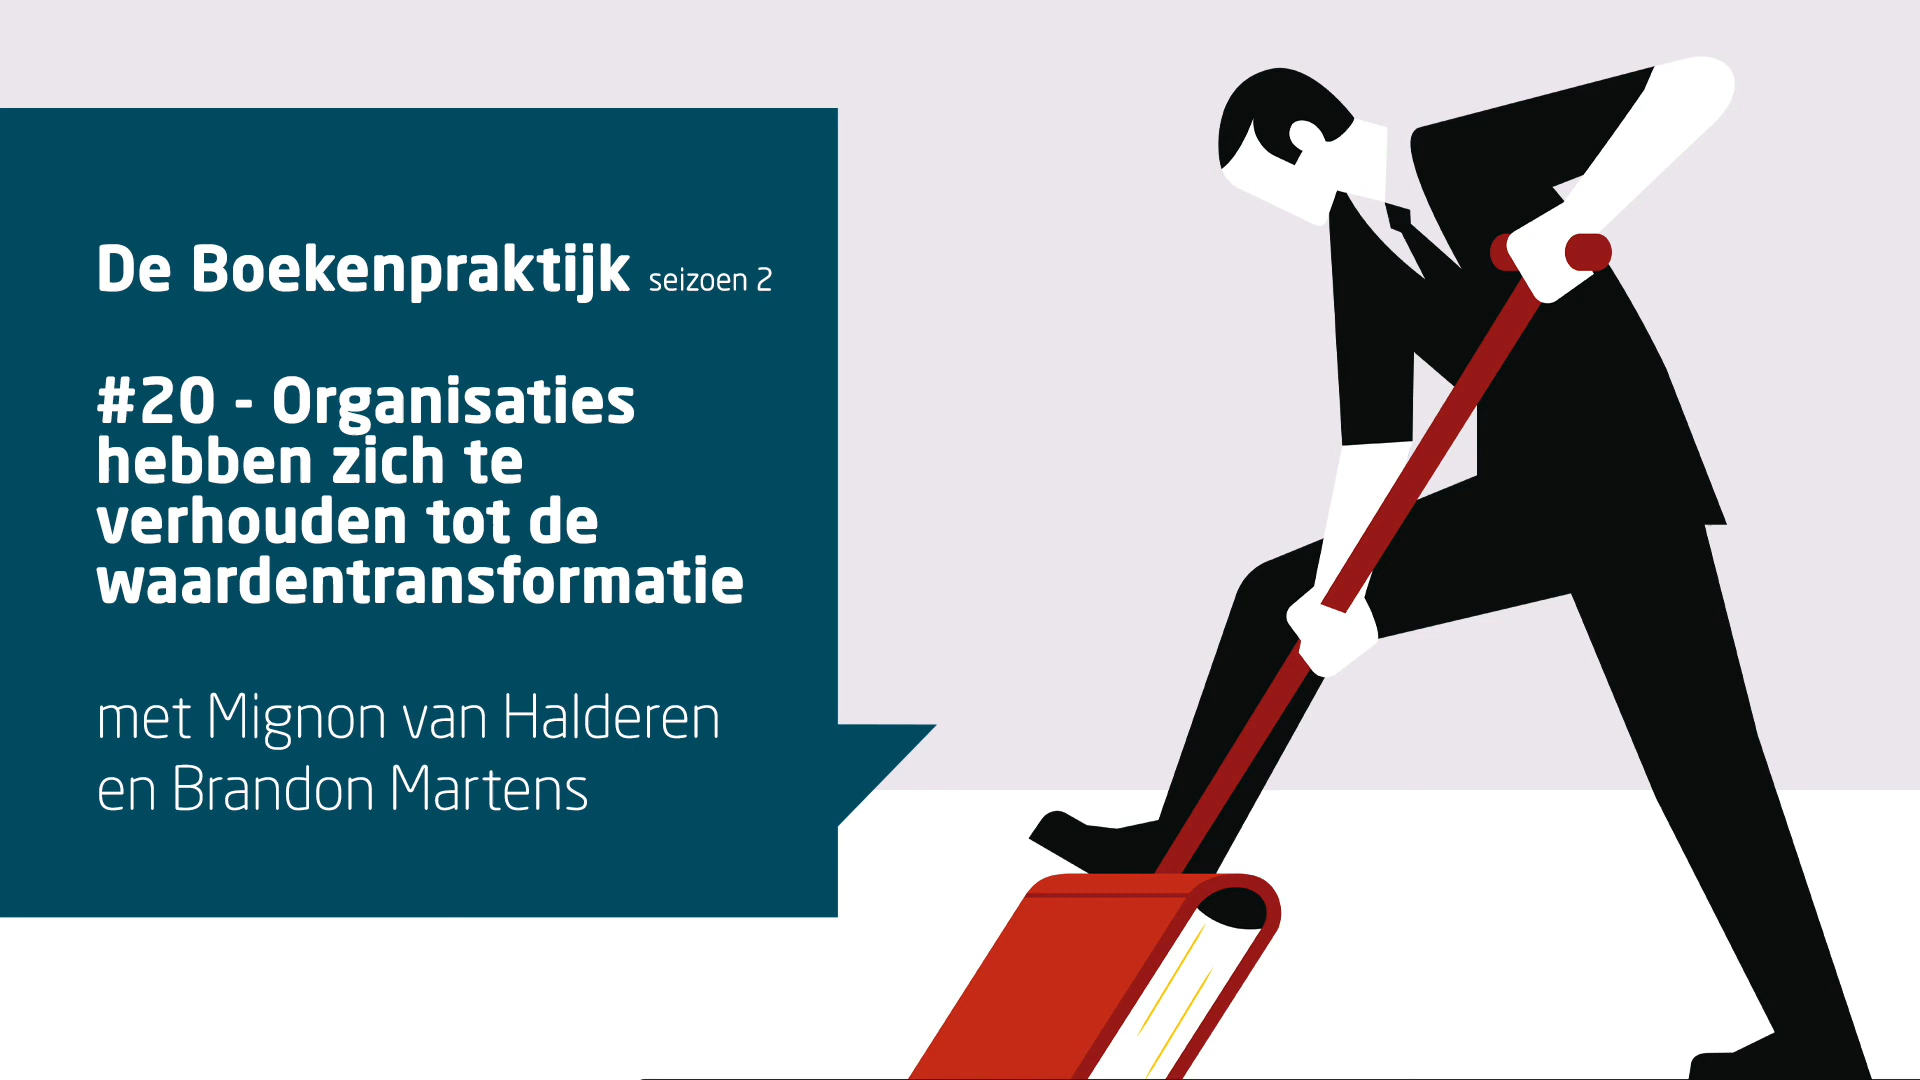 De Boekenpraktijk seizoen 2
#20 - Organisaties
hebben zich te
verhouden tot de
waardentransformatie
met Mignon van Halderen
en Brandon Martens